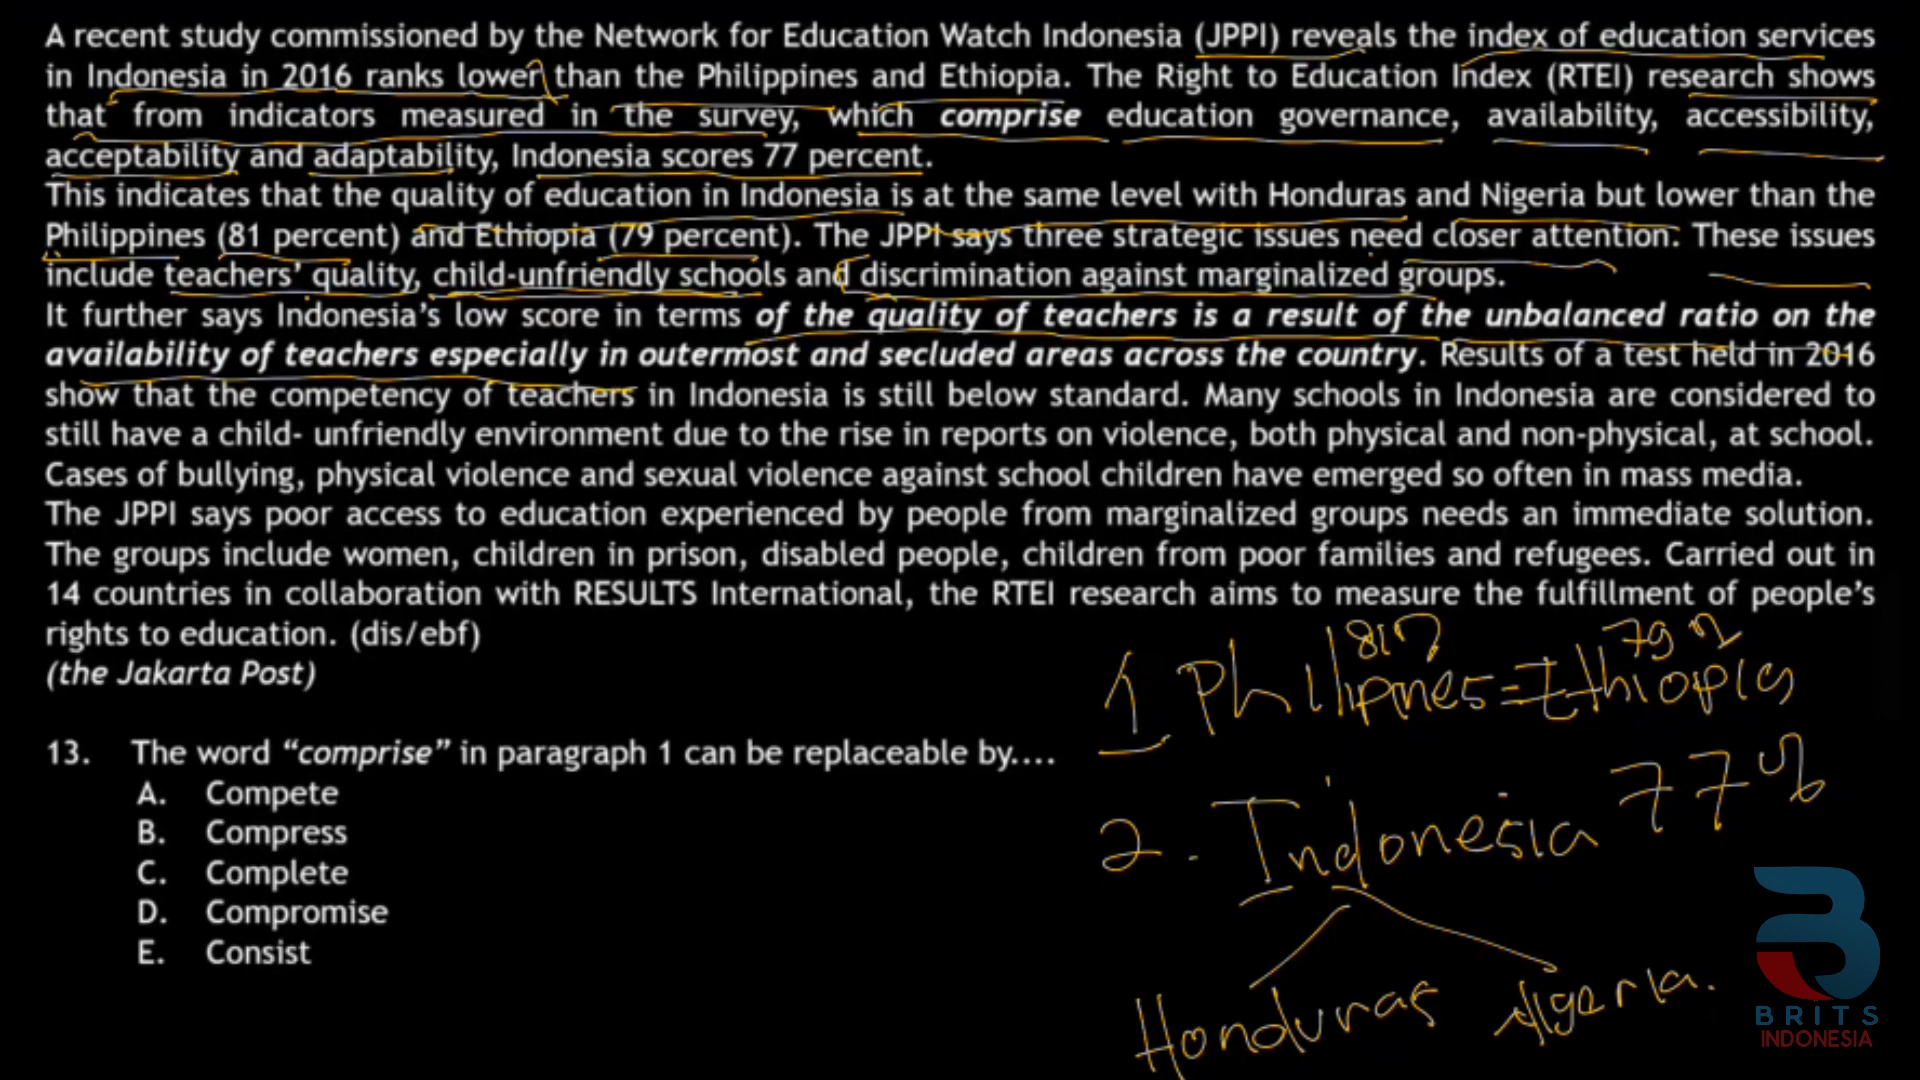 A recent study commissioned by the Network for Education Watch Indonesia (JPPI) reveals the index of education services
in Indonesia in 2016 ranks lower than the Philippines and Ethiopia. The Right to Education Index (RTEI) research shows
that from indicators measured in the survey, which comprise education governance, availability, accessibility,
acceptability and adaptability, Indonesia scores 77 percent.
This indicates that the quality of education in Indonesia is at the same level with Honduras and Nigeria but lower than the
Philippines (81 percent) and Ethiopia (79 percent). The JPPI says three strategic issues need closer attention. These issues
include teachers' quality, child-unfriendly schools and discrimination against marginalized groups.
It further says Indonesia's low score in terms of the quality of teachers is a result of the unbalanced ratio on the
availability of teachers especially in outermost and secluded areas across the country. Results of a test held in 2016
show that the competency of teachers in Indonesia is still below standard. Many schools in Indonesia are considered to
still have a child- unfriendly environment due to the rise in reports on violence, both physical and non-physical, at school.
Cases of bullying, physical violence and sexual violence against school children have emerged so often in mass media.
The JPPI says poor access to education experienced by people from marginalized groups needs an immediate solution.
The groups include women, children in prison, disabled people, children from poor families and refugees. Carried out in
14 countries in collaboration with RESULTS International, the RTEI research aims to measure the fulfillment of people's
rights to education. (dis/ebf)
(the Jakarta Post)
13. The word "comprise" in paragraph 1 can be replaceable by....
A. Compete
B. Compress
C. Complete
D. Compromise
E. Consist
81% 79%
1 Phillipines = Ethiopia
2. Indonesia 77%
Honduras Nigeria.
BRITS
INDONESIA